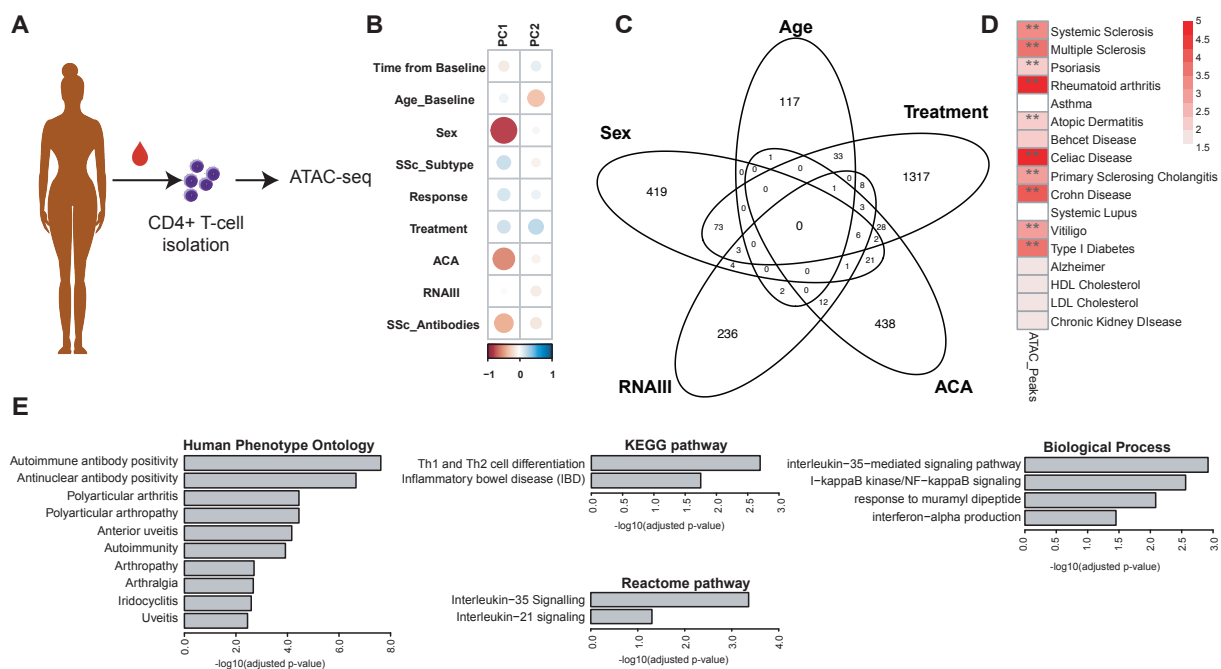 A
CD4+ T-cell
isolation
ATAC-seq
B
PC1
PC2
Time from Baseline
Age_Baseline
Sex
SSc_Subtype
Response
Treatment
ACA
RNAIII
SSc_Antibodies
−1
0
1
C
Age
Treatment
Sex
RNAIII
ACA
117
1 33
1317
419
0 0 0 0 8
0 0 1 3
0
73 0 28
0 6 2
3 0 21
4 0 0 1
2 0 12
236
438
D
** Systemic Sclerosis
** Multiple Sclerosis
** Psoriasis
** Rheumatoid arthritis
Asthma
** Atopic Dermatitis
Behcet Disease
** Celiac Disease
** Primary Sclerosing Cholangitis
** Crohn Disease
Systemic Lupus
** Vitiligo
** Type I Diabetes
Alzheimer
HDL Cholesterol
LDL Cholesterol
Chronic Kidney DIsease
ATAC_Peaks
5
4.5
4
3.5
3
2.5
2
1.5
E
Human Phenotype Ontology
Autoimmune antibody positivity
Antinuclear antibody positivity
Polyarticular arthritis
Polyarticular arthropathy
Anterior uveitis
Autoimmunity
Arthropathy
Arthralgia
Iridocyclitis
Uveitis
0.0 2.0 4.0 6.0 8.0
-log10(adjusted p-value)
KEGG pathway
Th1 and Th2 cell differentiation
Inflammatory bowel disease (IBD)
0.0 0.5 1.0 1.5 2.0 2.5 3.0
-log10(adjusted p-value)
Reactome pathway
Interleukin−35 Signalling
Interleukin−21 signaling
0.0 1.0 2.0 3.0 4.0
-log10(adjusted p-value)
Biological Process
interleukin−35−mediated signaling pathway
I−kappaB kinase/NF−kappaB signaling
response to muramyl dipeptide
interferon−alpha production
0.0 0.5 1.0 1.5 2.0 2.5 3.0
-log10(adjusted p-value)